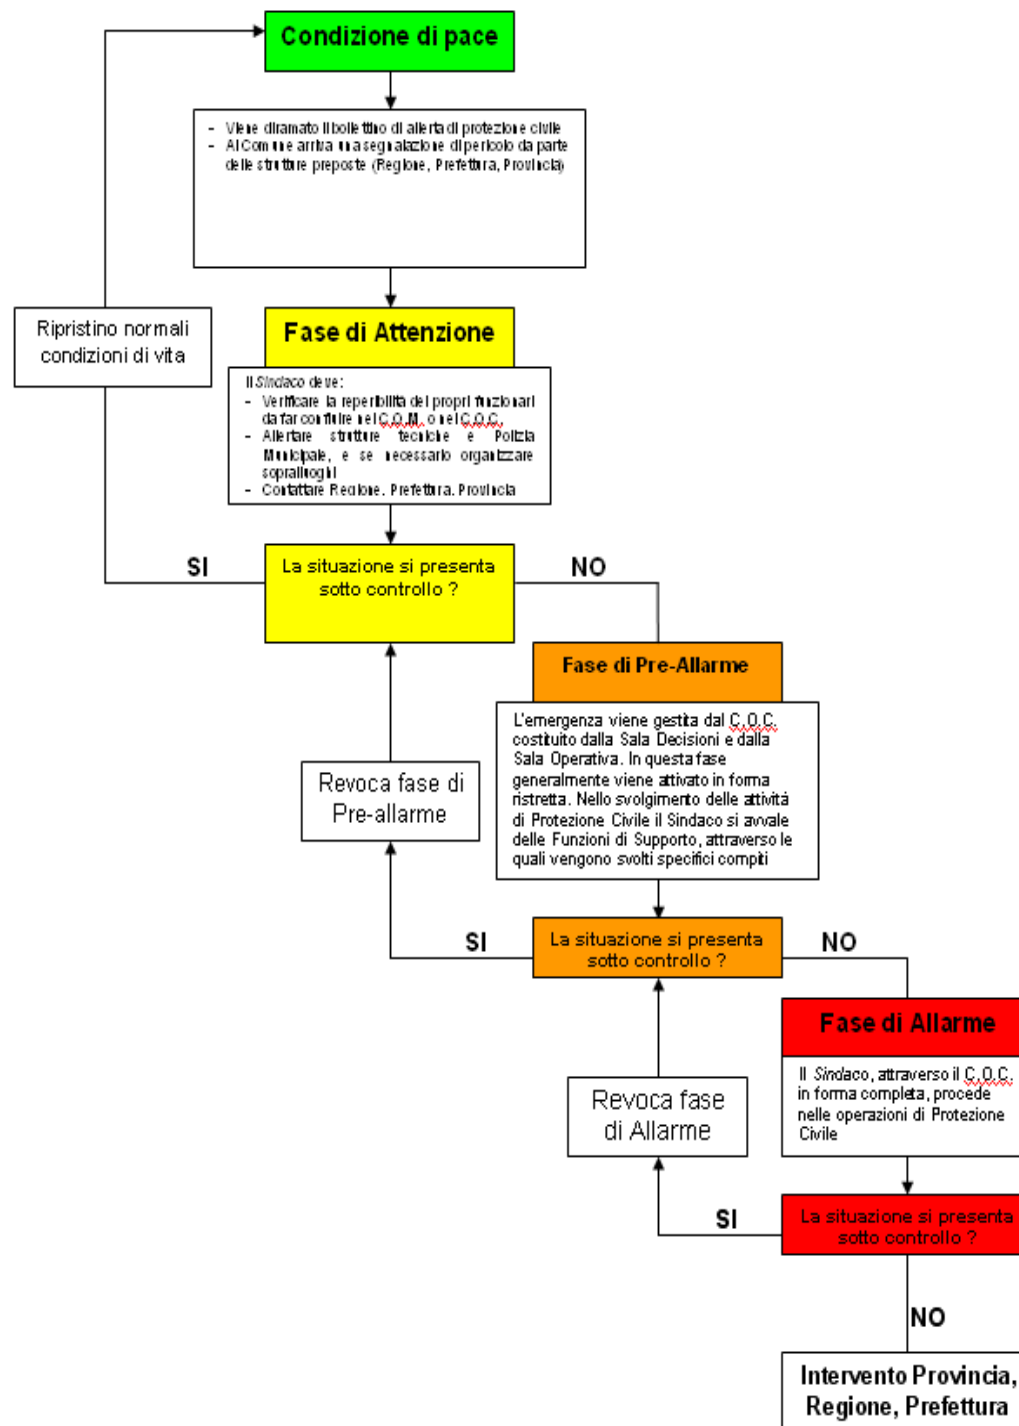 Condizione di pace
- Viene diramato il bollettino di allerta di protezione civile
- Al Comune arriva una segnalazione di pericolo da parte
delle strutture preposte (Regione, Prefettura, Provincia)
Ripristino normali
condizioni di vita
Fase di Attenzione
Il Sindaco deve:
- Verificare la reperibilità dei propri funzionari
da far confluire nel C.O.M. o nel C.O.C.
- Allertare strutture tecniche e Polizia
Municipale, e se necessario organizzare
sopralluoghi
- Contattare Regione, Prefettura, Provincia
SI
La situazione si presenta
sotto controllo ?
NO
Fase di Pre-Allarme
L'emergenza viene gestita dal C.O.C.
costituito dalla Sala Decisioni e dalla
Sala Operativa. In questa fase
generalmente viene attivato in forma
ristretta. Nello svolgimento delle attività
di Protezione Civile il Sindaco si avvale
delle Funzioni di Supporto, attraverso le
quali vengono svolti specifici compiti
Revoca fase di
Pre-allarme
SI
La situazione si presenta
sotto controllo ?
NO
Fase di Allarme
Il Sindaco, attraverso il C.O.C.
in forma completa, procede
nelle operazioni di Protezione
Civile
Revoca fase
di Allarme
SI
La situazione si presenta
sotto controllo ?
NO
Intervento Provincia,
Regione, Prefettura